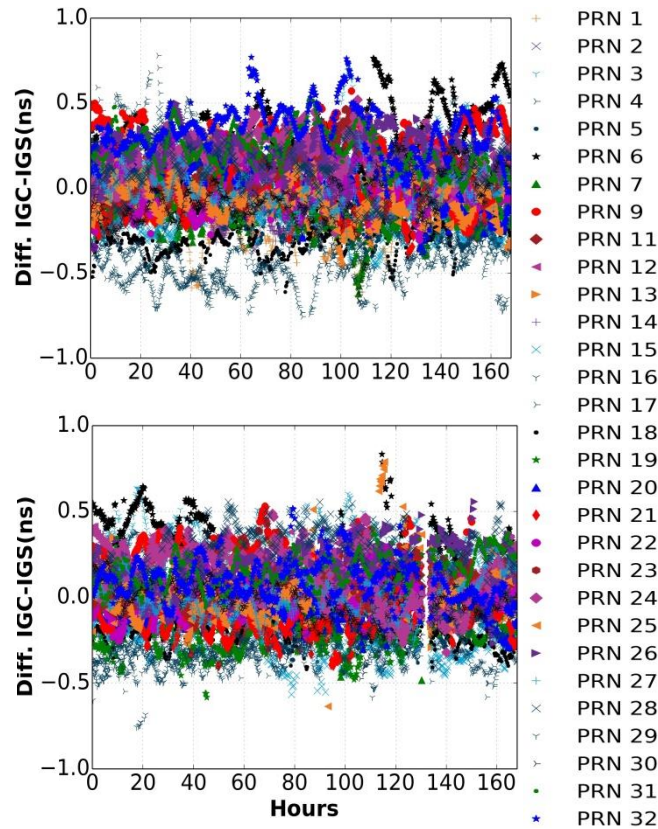 1.0
0.5
0.0
−0.5
−1.0
Diff. IGC-IGS(ns)
0 20 40 60 80 100 120 140 160
1.0
0.5
0.0
−0.5
−1.0
Diff. IGC-IGS(ns)
0 20 40 60 80 100 120 140 160
Hours
PRN 1
PRN 2
PRN 3
PRN 4
PRN 5
PRN 6
PRN 7
PRN 9
PRN 11
PRN 12
PRN 13
PRN 14
PRN 15
PRN 16
PRN 17
PRN 18
PRN 19
PRN 20
PRN 21
PRN 22
PRN 23
PRN 24
PRN 25
PRN 26
PRN 27
PRN 28
PRN 29
PRN 30
PRN 31
PRN 32